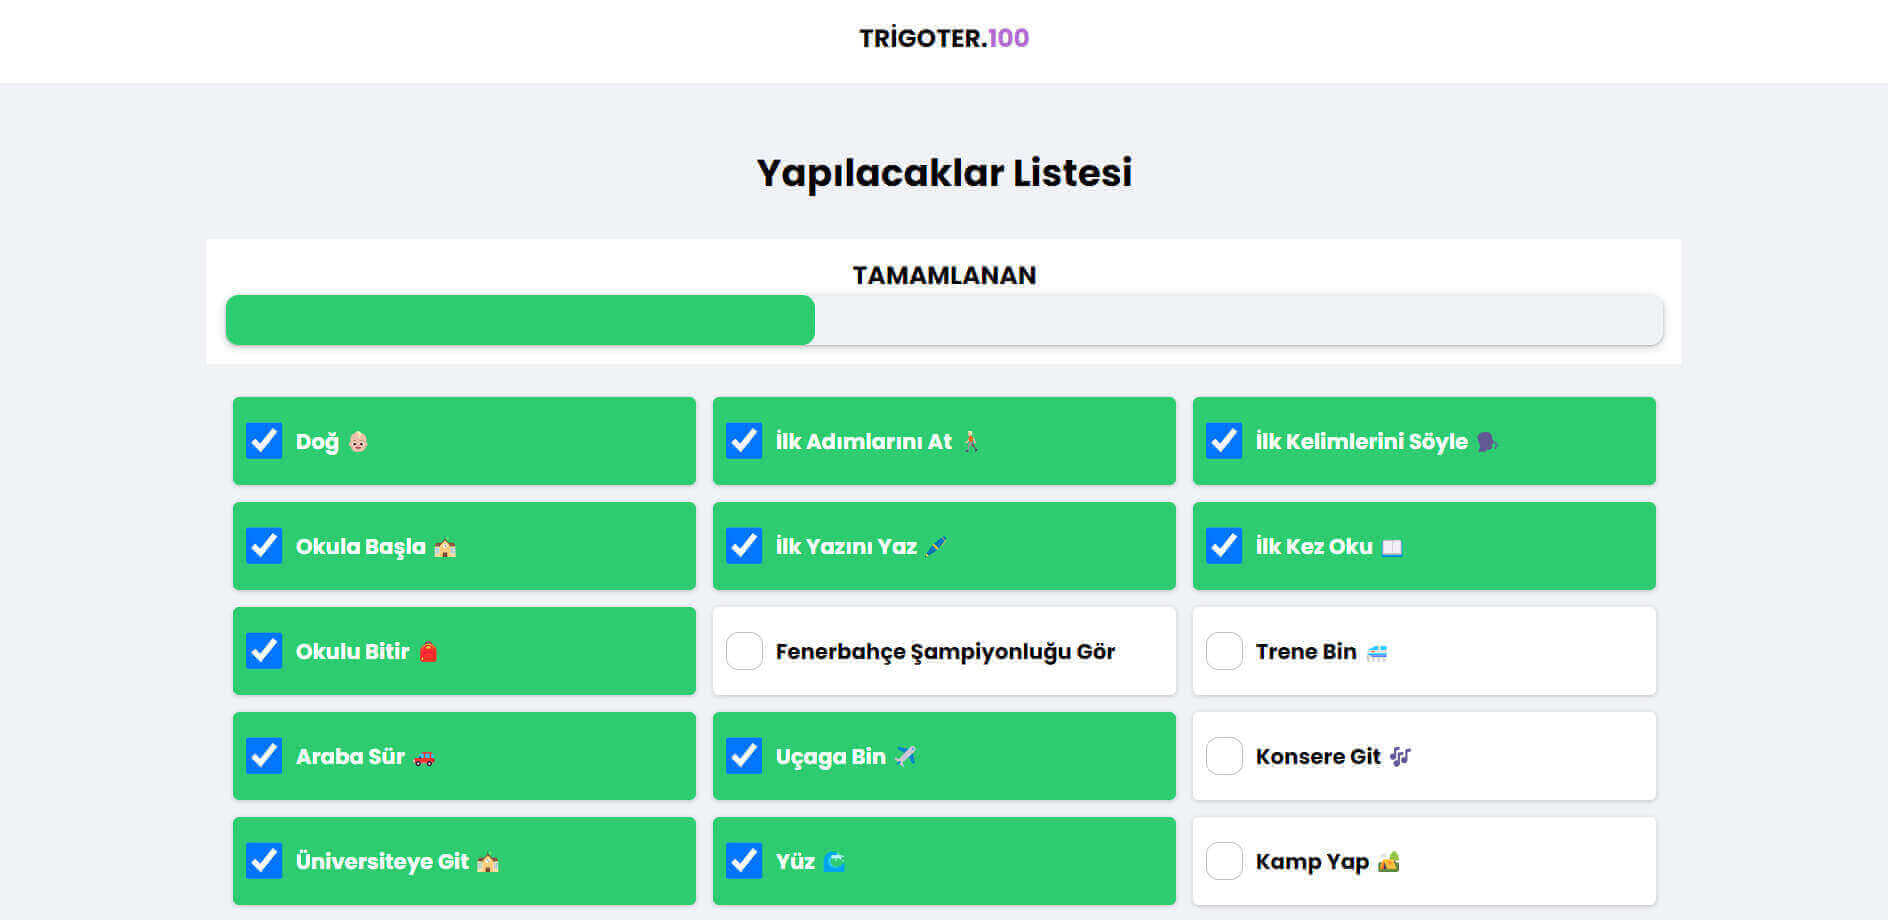 TRİGOTER.100
Yapılacaklar Listesi
TAMAMLANAN
Doğ 👶🏻
İlk Adımlarını At 🚶
İlk Kelimlerini Söyle 🗣️
Okula Başla 🏫
İlk Yazını Yaz 🖊️
İlk Kez Oku 📖
Okulu Bitir 🎒
Fenerbahçe Şampiyonluğu Gör
Trene Bin 🚅
Araba Sür 🚗
Uçaga Bin ✈️
Konsere Git 🎶
Üniversiteye Git 🏫
Yüz 🌊
Kamp Yap 🏕️